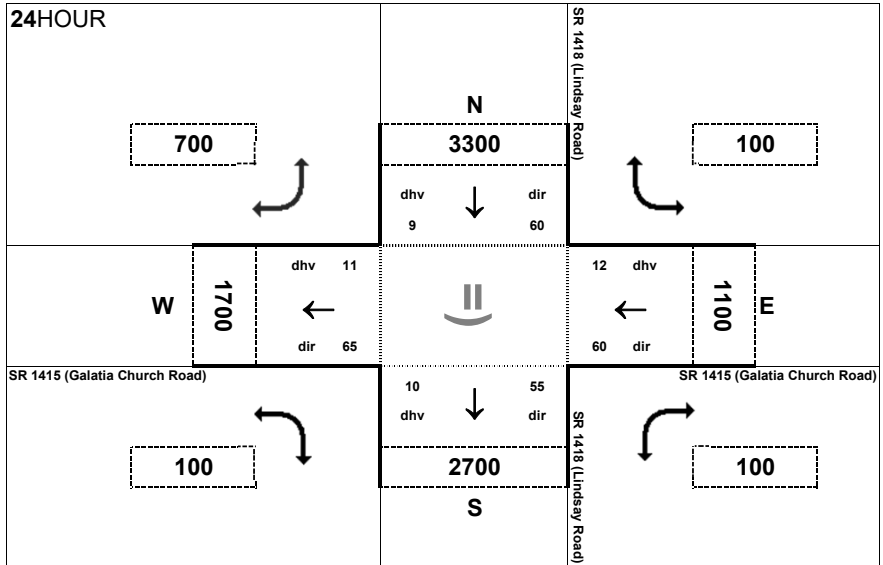 24HOUR
SR 1418 (Lindsay Road)
N
700
3300
100
dhv
dir
9
60
dhv 11
12 dhv
W
1700
1100
E
dir 65
60 dir
SR 1415 (Galatia Church Road)
SR 1415 (Galatia Church Road)
10
55
dhv
dir
SR 1418 (Lindsay Road)
100
2700
100
S